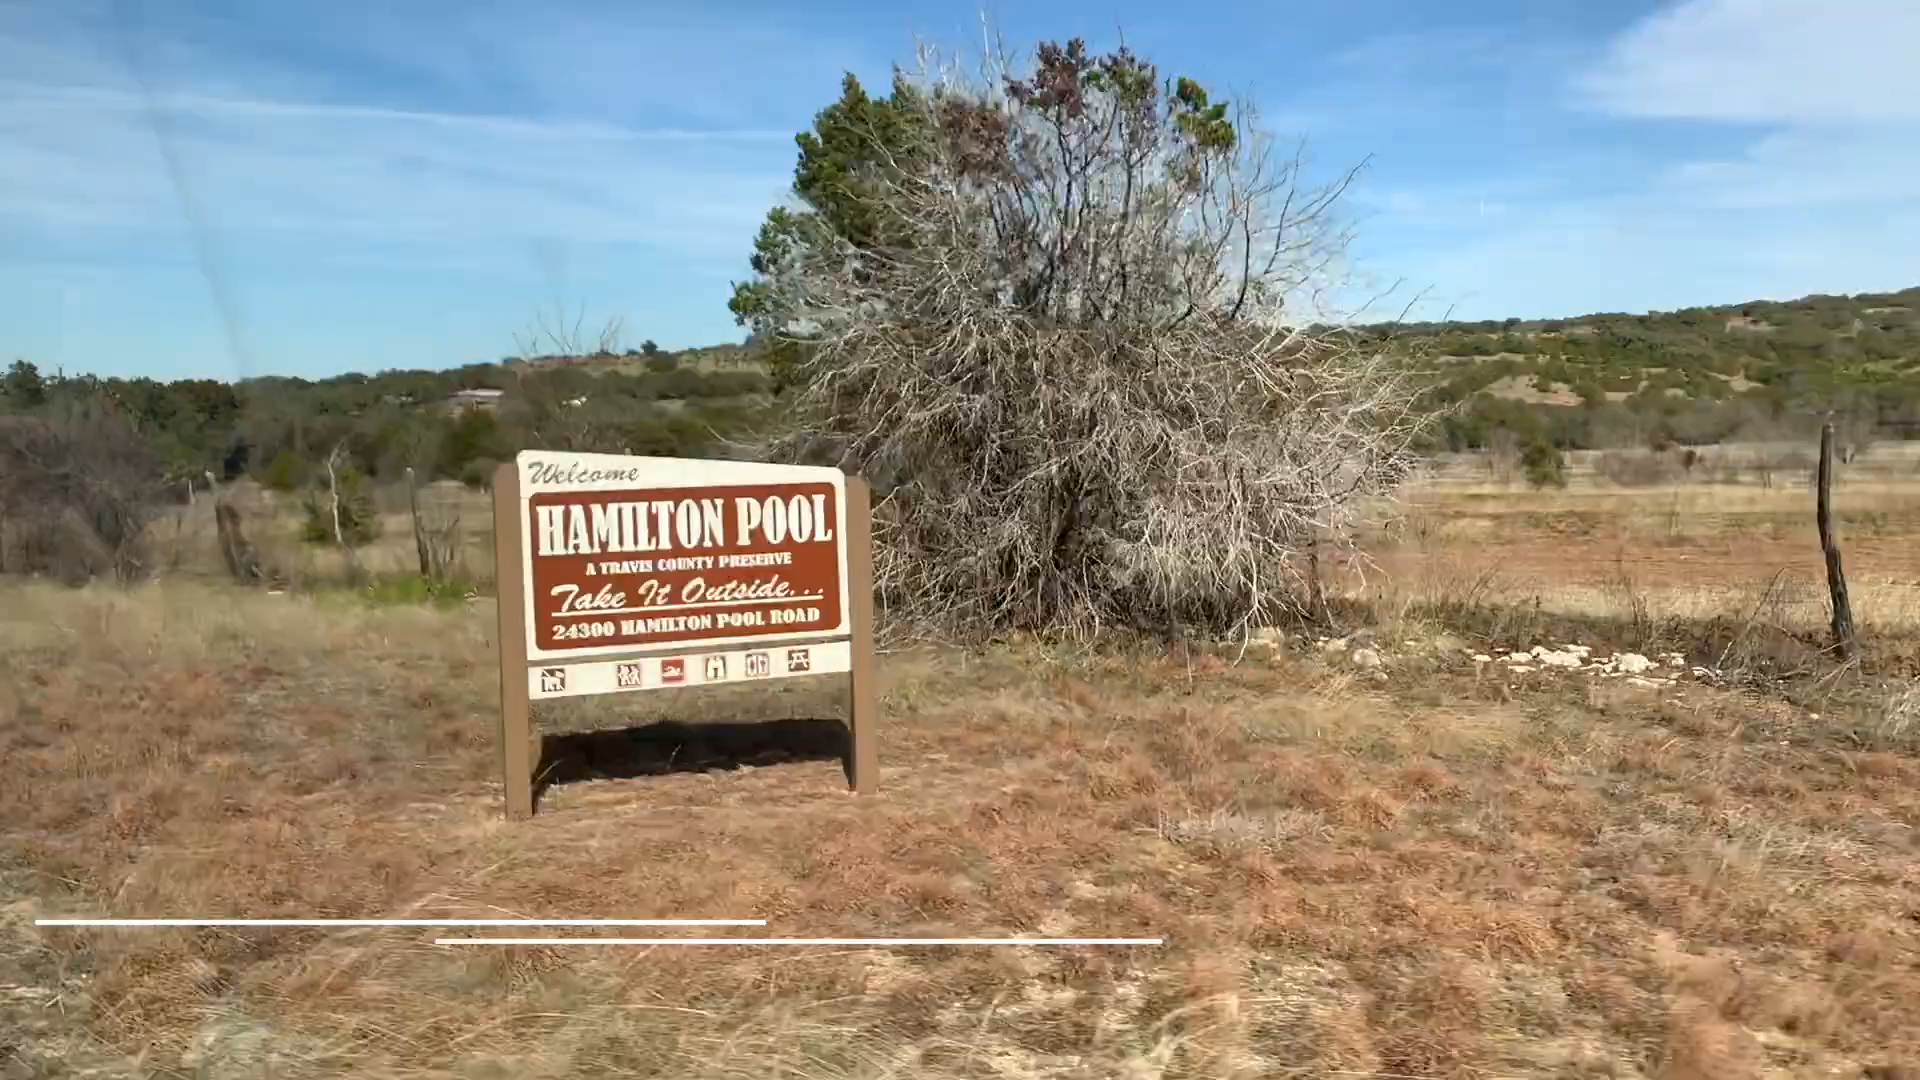 Welcome
HAMILTON POOL
A TRAVIS COUNTY PRESERVE
Take It Outside...
24300 HAMILTON POOL ROAD